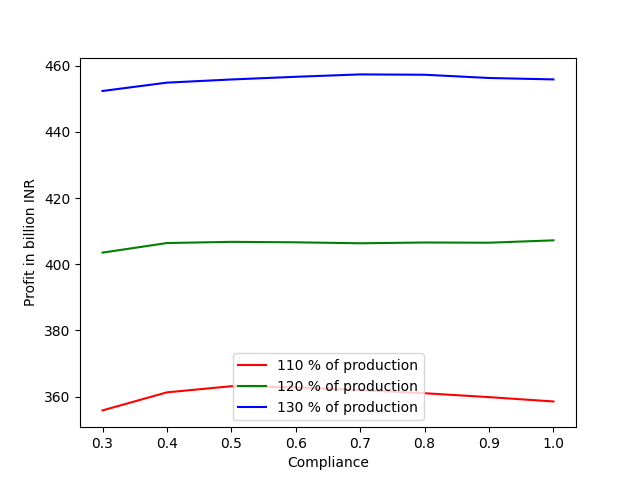 460
440
420
400
380
360
Profit in billion INR
110 % of production
120 % of production
130 % of production
0.3 0.4 0.5 0.6 0.7 0.8 0.9 1.0
Compliance